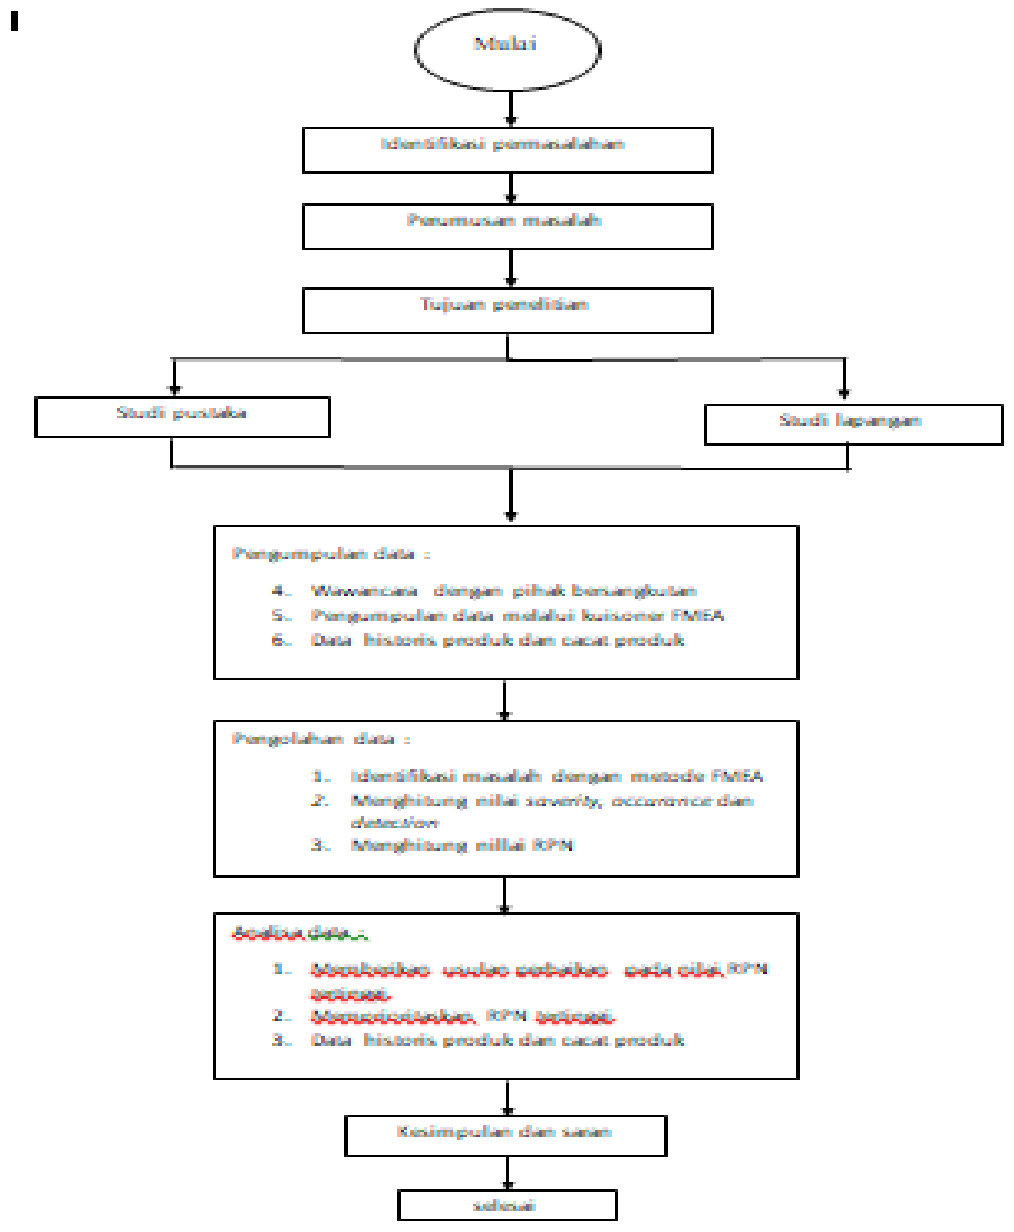 Mulai
Identifikasi permasalahan
Perumusan masalah
Tujuan penelitian
Studi pustaka
Studi lapangan
Pengumpulan data :
4. Wawancara dengan pihak bersangkutan
5. Pengumpulan data melalui kuisoner FMEA
6. Data historis produk dan cacat produk
Pengolahan data :
1. Identifikasi masalah dengan metode FMEA
2. Menghitung nilai saverity, occurance dan
detection
3. Menghitung nillai RPN
Analisa data :
1. Memberikan usulan perbaikan pada nilai RPN
tertinggi.
2. Memprioritaskan RPN tertinggi.
3. Data historis produk dan cacat produk
Kesimpulan dan saran
selesai